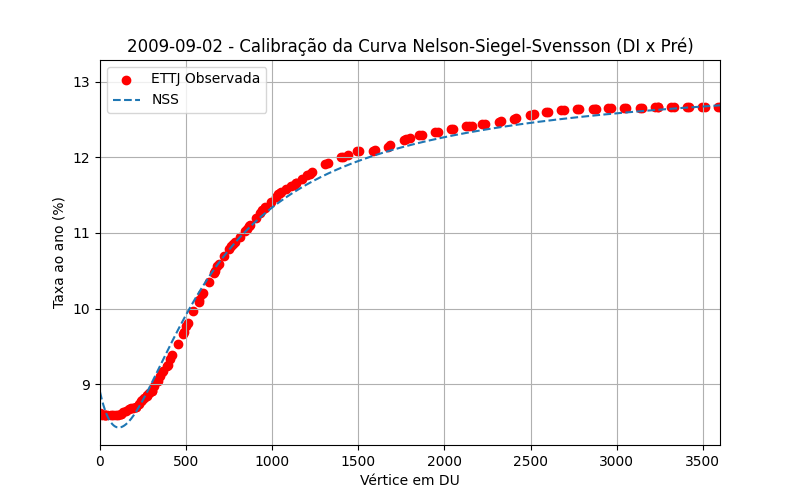 2009-09-02 - Calibração da Curva Nelson-Siegel-Svensson (DI x Pré)
ETTJ Observada
NSS
Taxa ao ano (%)
13
12
11
10
9
0 500 1000 1500 2000 2500 3000 3500
Vértice em DU